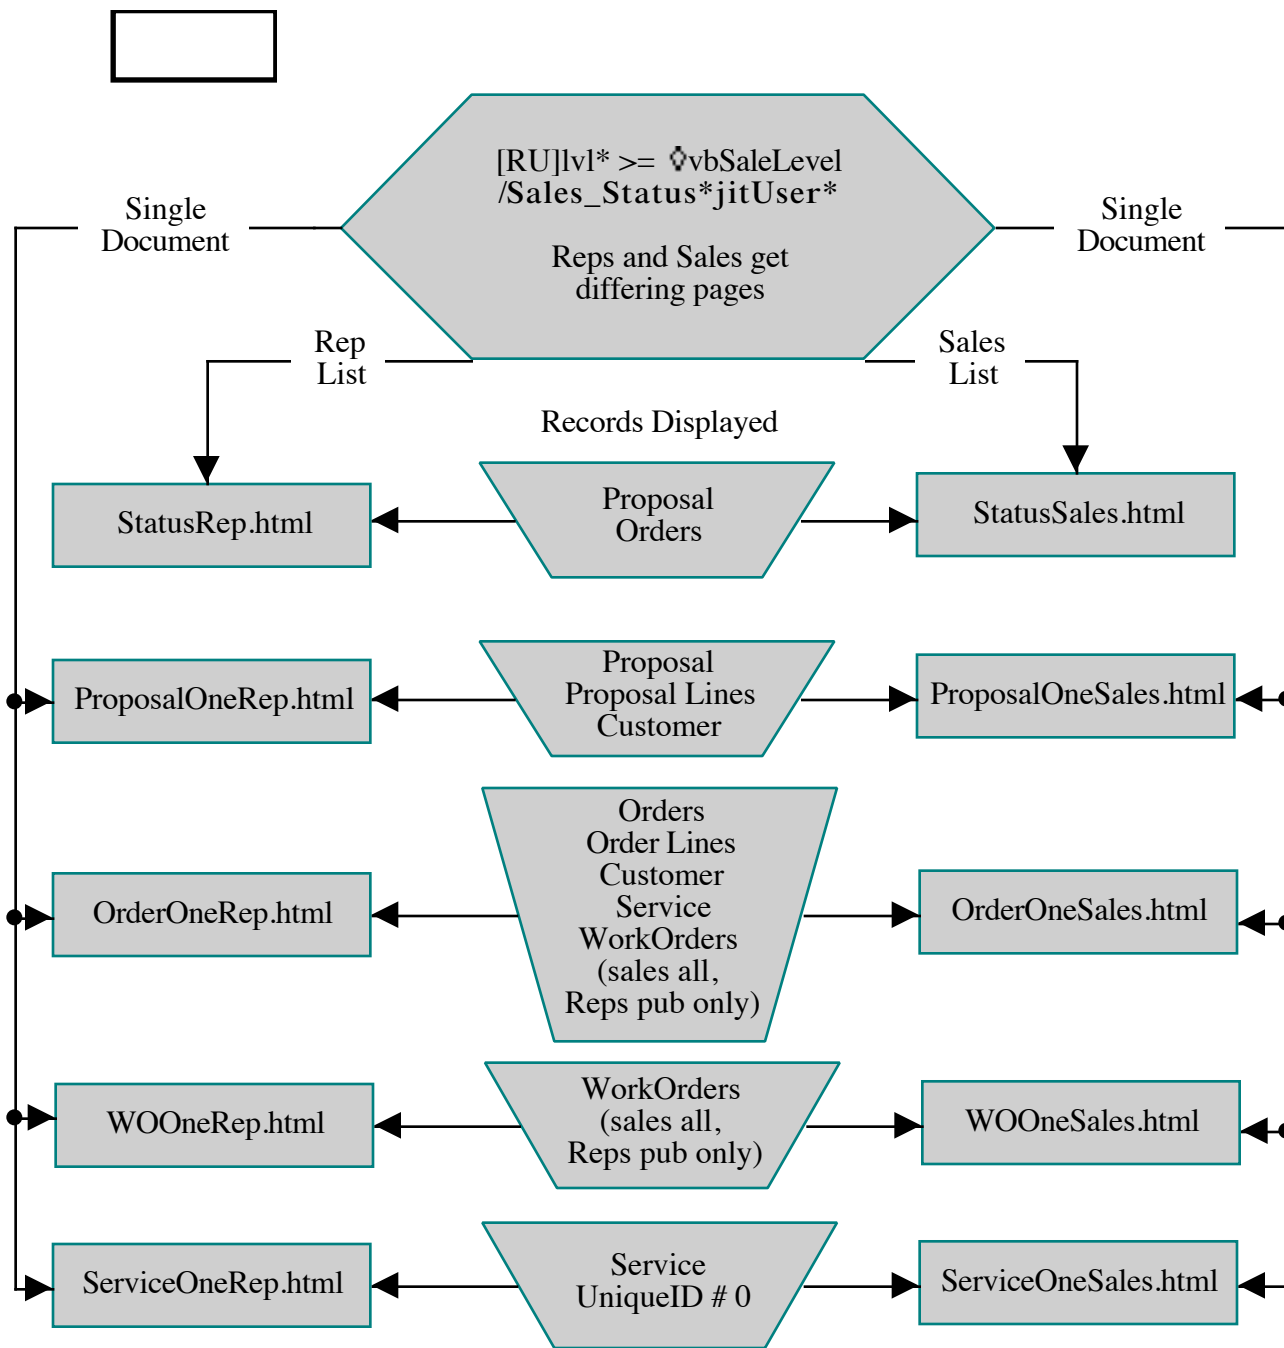 [RU]lvl* >= ◊vbSaleLevel
/Sales_Status*jitUser*
Reps and Sales get
differing pages
Single
Document
Single
Document
Rep
List
Sales
List
Records Displayed
StatusRep.html
Proposal
Orders
StatusSales.html
ProposalOneRep.html
Proposal
Proposal Lines
Customer
ProposalOneSales.html
OrderOneRep.html
Orders
Order Lines
Customer
Service
WorkOrders
(sales all,
Reps pub only)
OrderOneSales.html
WOOneRep.html
WorkOrders
(sales all,
Reps pub only)
WOOneSales.html
ServiceOneRep.html
Service
UniqueID # 0
ServiceOneSales.html